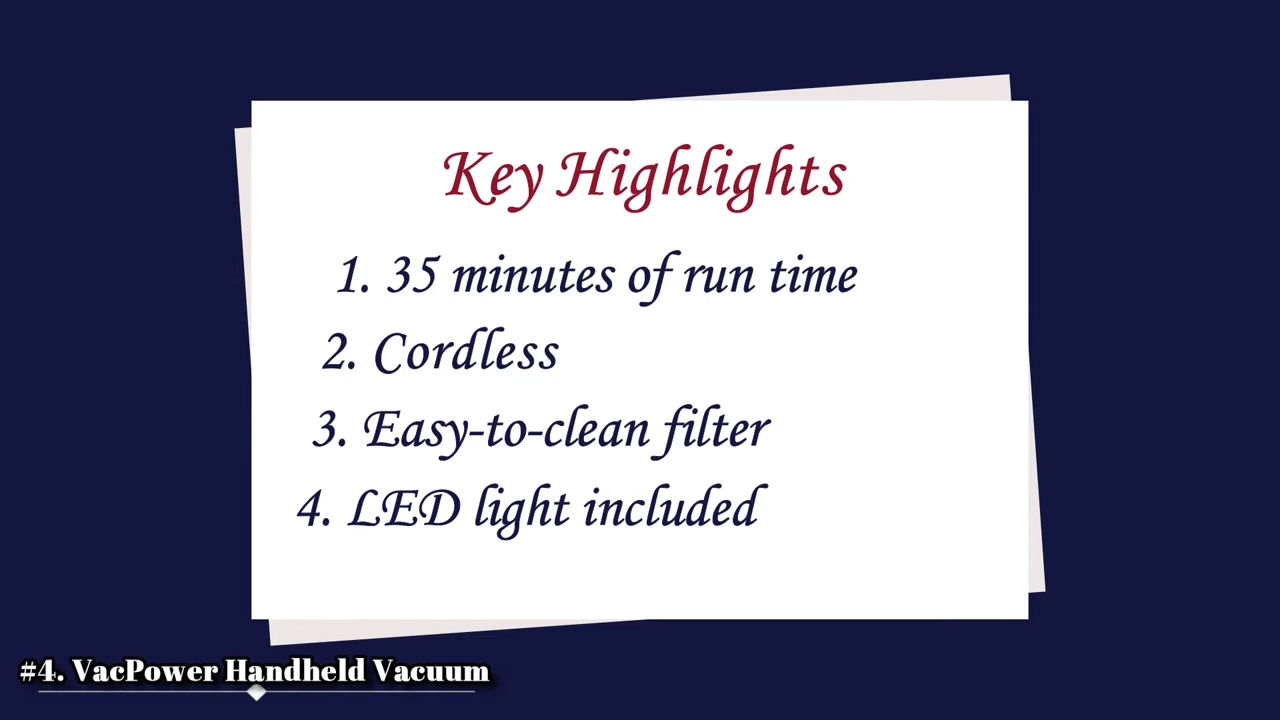 Key Highlights
1. 35 minutes of run time
2. Cordless
3. Easy-to-clean filter
4. LED light included
#4. VacPower Handheld Vacuum